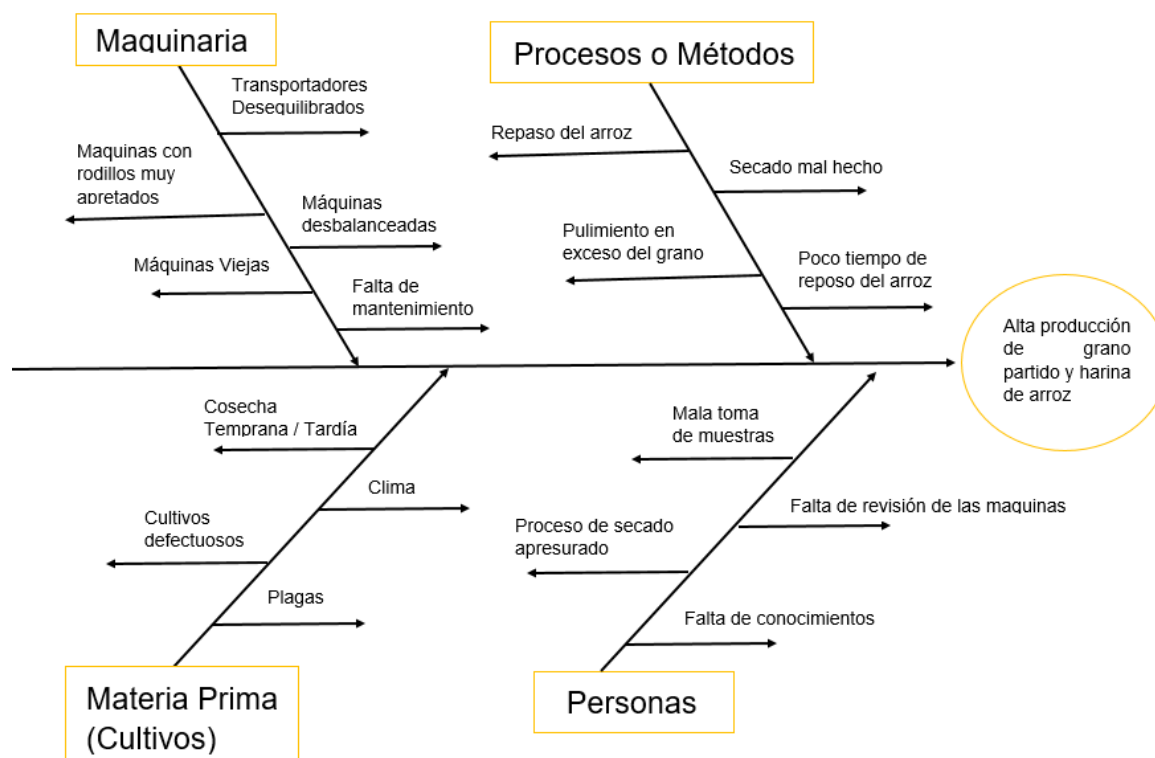 Maquinaria
Procesos o Métodos
Transportadores
Desequilibrados
Maquinas con
rodillos muy
apretados
Máquinas
desbalanceadas
Máquinas Viejas
Falta de
mantenimiento
Repaso del arroz
Secado mal hecho
Pulimiento en
exceso del grano
Poco tiempo de
reposo del arroz
Alta producción
de grano
partido y harina
de arroz
Cosecha
Temprana / Tardía
Clima
Cultivos
defectuosos
Plagas
Materia Prima
(Cultivos)
Mala toma
de muestras
Falta de revisión de las maquinas
Proceso de secado
apresurado
Falta de conocimientos
Personas